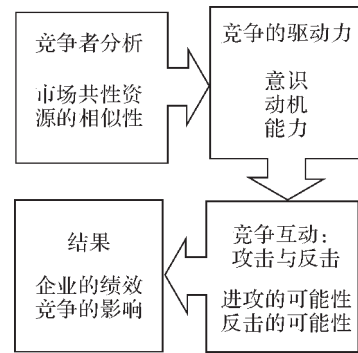 竞争者分析
市场共性资
源的相似性
竞争的驱动力
意识
动机
能力
竞争互动:
攻击与反击
进攻的可能性
反击的可能性
结果
企业的绩效
竞争的影响